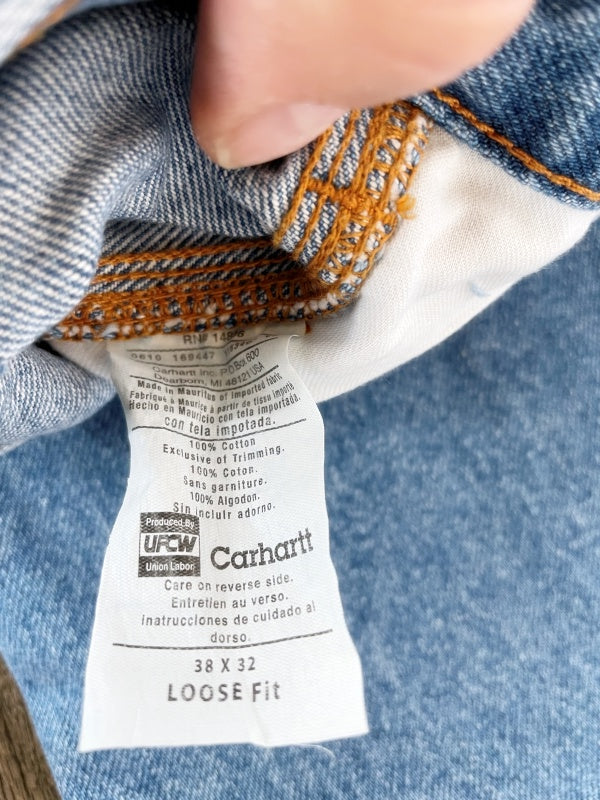 RN# 14806
0610 169447
Carhartt Inc. P.O.Box 600
Dearborn, MI 48121 USA
Made in Mauritus of Imported fabric
Fabriqué a Maurice à partir de tissu importé
Hecho en Mauricio con tela importada.
con tela impotada.
100% Cotton
Exclusive of Trimming.
100% Coton.
Sans garniture.
100% Algodon.
Sin incluir adorno.
Produced By
UFCW
Union Labor
Carhartt
Care on reverse side.
Entretien au verso.
instrucciones de cuidado al
dorso.
38 X 32
LOOSE Fit